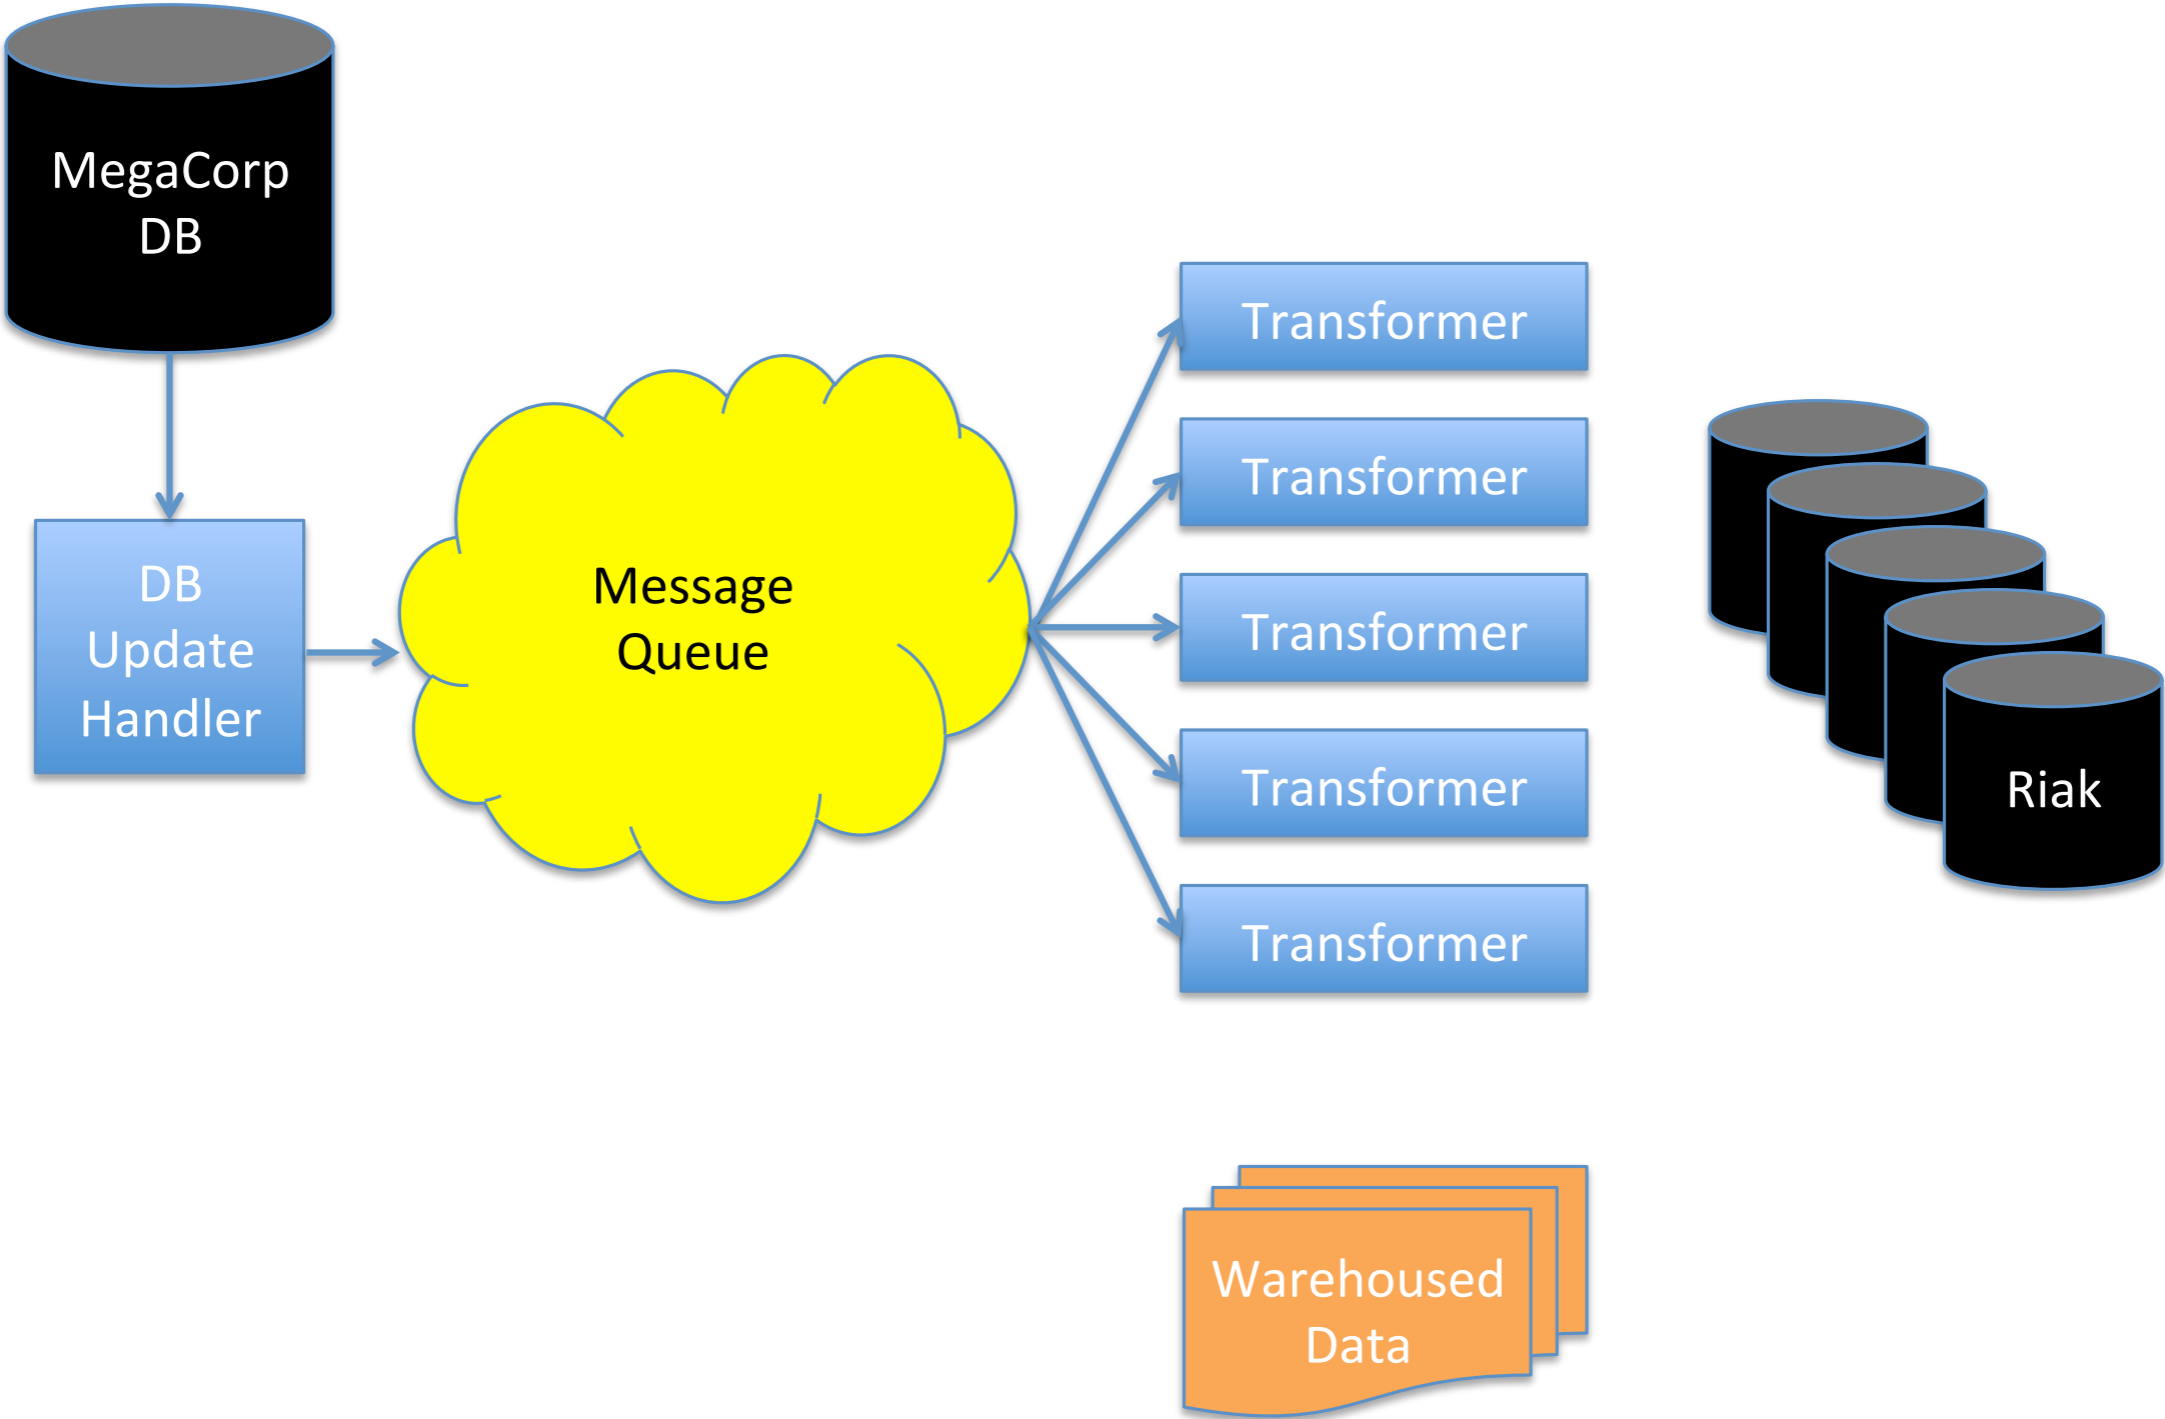 MegaCorp
DB
DB
Update
Handler
Message
Queue
Transformer
Transformer
Transformer
Transformer
Transformer
Riak
Warehoused
Data